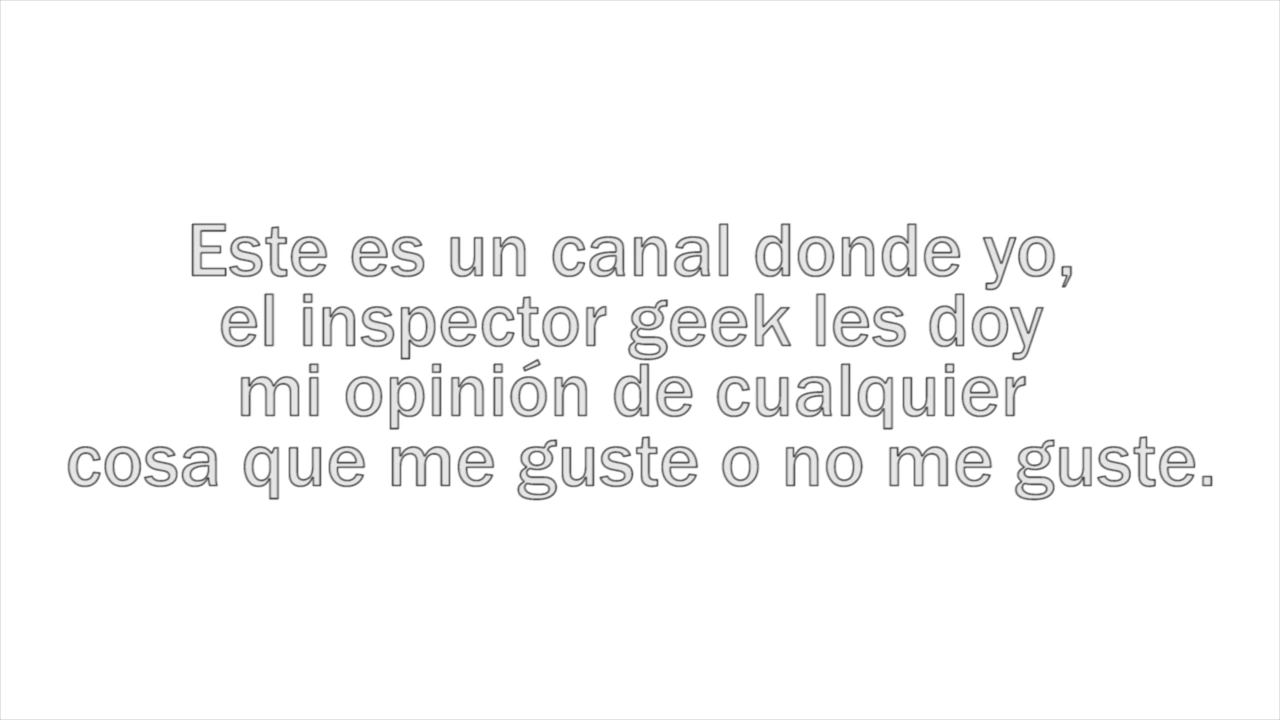 Este es un canal donde yo,
el inspector geek les doy
mi opinión de cualquier
cosa que me guste o no me guste.